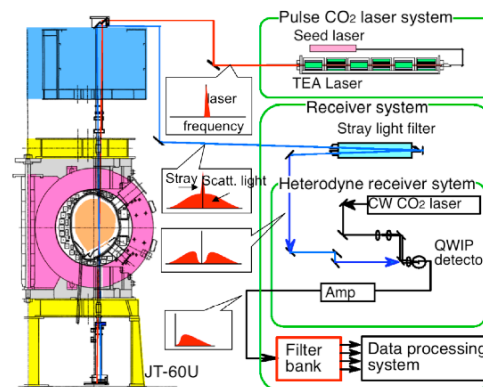 Pulse CO2 laser system
Seed laser
TEA Laser
laser
frequency
Receiver system
Stray light filter
Stray
Scatt. light
Heterodyne receiver sytem
CW CO2 laser
QWIP
detecto
Amp
JT-60U
Filter
bank
Data processing
system